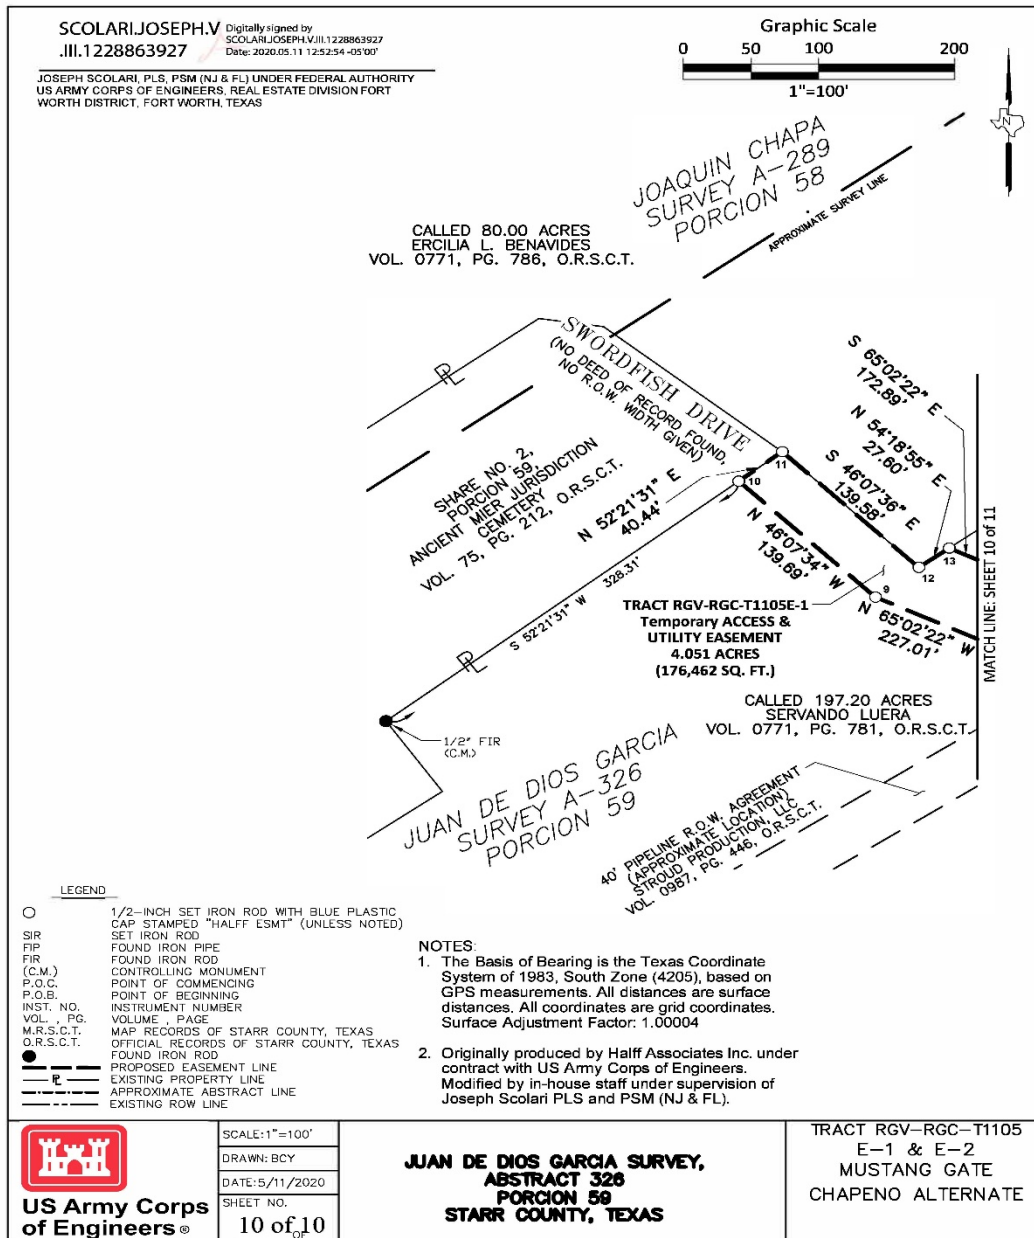 SCOLARI.JOSEPH.V
.III.1228863927
Digitally signed by
SCOLARI.JOSEPH.V.III.1228863927
Date: 2020.05.11 12:52:54 -05'00'
JOSEPH SCOLARI, PLS, PSM (NJ & FL) UNDER FEDERAL AUTHORITY
US ARMY CORPS OF ENGINEERS, REAL ESTATE DIVISION FORT
WORTH DISTRICT, FORT WORTH, TEXAS
Graphic Scale
0 50 100 200
1"=100'
N
JOAQUIN CHAPA
SURVEY A-289
PORCION 58
APPROXIMATE SURVEY LINE
CALLED 80.00 ACRES
ERCILIA L. BENAVIDES
VOL. 0771, PG. 786, O.R.S.C.T.
SWORDFISH DRIVE
(NO DEED OF RECORD FOUND,
NO R.O.W. WIDTH GIVEN)
S 65°02'22" E
172.89'
N 54°18'55" E
27.60'
S 46°07'36" E
139.58'
PL
SHARE NO. 2,
PORCION 59,
ANCIENT MIER JURISDICTION
CEMETERY
VOL. 75, PG. 212, O.R.S.C.T.
N 52°21'31" E
40.44'
11
10
N 46°07'34" W
139.69'
13
12
9
N 65°02'22" W
227.01'
MATCH LINE: SHEET 10 of 11
S 52°21'31" W 328.31'
PL
TRACT RGV-RGC-T1105E-1
Temporary ACCESS &
UTILITY EASEMENT
4.051 ACRES
(176,462 SQ. FT.)
CALLED 197.20 ACRES
SERVANDO LUERA
VOL. 0771, PG. 781, O.R.S.C.T.
1/2" FIR
(C.M.)
JUAN DE DIOS GARCIA
SURVEY A-326
PORCION 59
40' PIPELINE R.O.W. AGREEMENT
(APPROXIMATE LOCATION)
STROUD PRODUCTION, LLC
VOL. 0987, PG. 446, O.R.S.C.T.
LEGEND
1/2-INCH SET IRON ROD WITH BLUE PLASTIC
CAP STAMPED "HALFF ESMT" (UNLESS NOTED)
SIR SET IRON ROD
FIP FOUND IRON PIPE
FIR FOUND IRON ROD
(C.M.) CONTROLLING MONUMENT
P.O.C. POINT OF COMMENCING
P.O.B. POINT OF BEGINNING
INST. NO. INSTRUMENT NUMBER
VOL. , PG. VOLUME , PAGE
M.R.S.C.T. MAP RECORDS OF STARR COUNTY, TEXAS
O.R.S.C.T. OFFICIAL RECORDS OF STARR COUNTY, TEXAS
FOUND IRON ROD
PROPOSED EASEMENT LINE
PL EXISTING PROPERTY LINE
APPROXIMATE ABSTRACT LINE
EXISTING ROW LINE
NOTES:
1. The Basis of Bearing is the Texas Coordinate
System of 1983, South Zone (4205), based on
GPS measurements. All distances are surface
distances. All coordinates are grid coordinates.
Surface Adjustment Factor: 1.00004
2. Originally produced by Halff Associates Inc. under
contract with US Army Corps of Engineers.
Modified by in-house staff under supervision of
Joseph Scolari PLS and PSM (NJ & FL).
US Army Corps
of Engineers ®
SCALE: 1"=100'
DRAWN: BCY
DATE: 5/11/2020
SHEET NO.
10 of 10
OF
JUAN DE DIOS GARCIA SURVEY,
ABSTRACT 326
PORCION 59
STARR COUNTY, TEXAS
TRACT RGV-RGC-T1105
E-1 & E-2
MUSTANG GATE
CHAPENO ALTERNATE